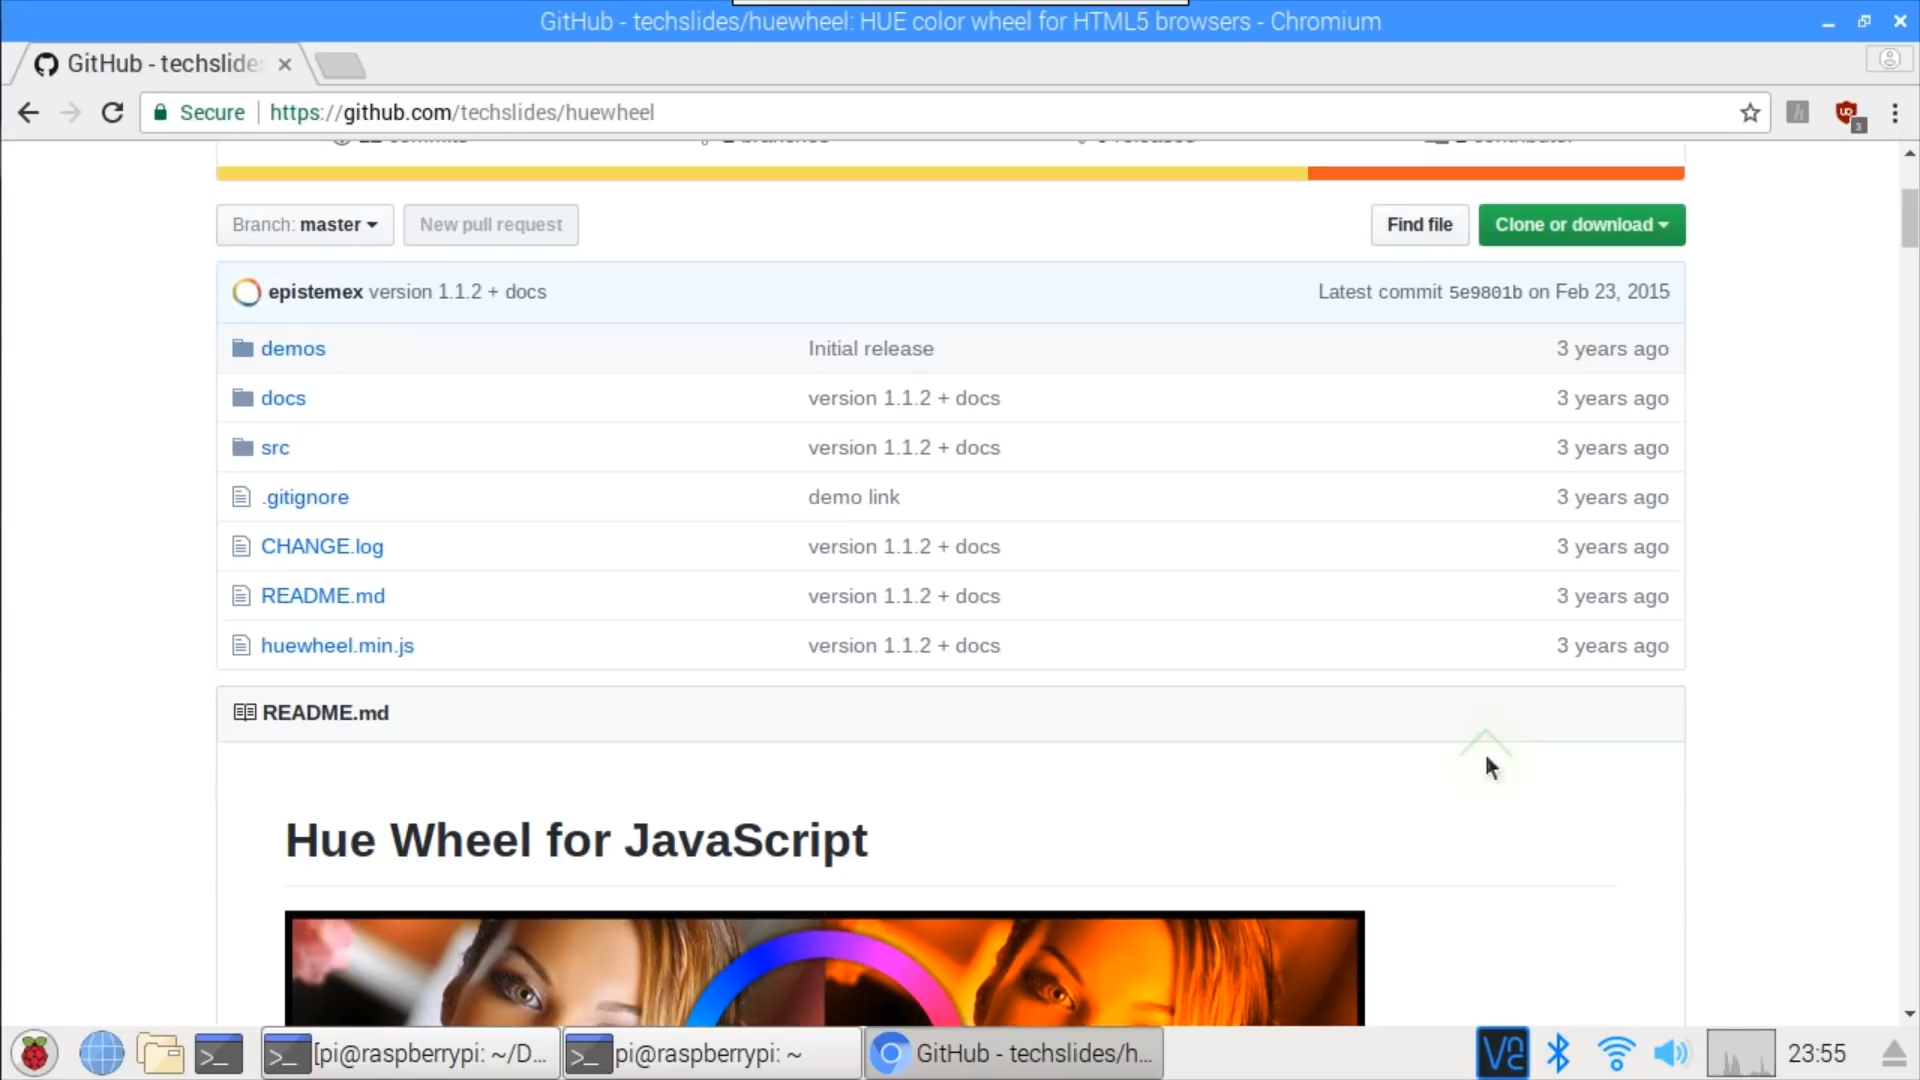 GitHub - techslides/huewheel: HUE color wheel for HTML5 browsers - Chromium
GitHub - techslide
Secure https://github.com/techslides/huewheel
3
Branch: master New pull request Find file Clone or download
epistemex version 1.1.2 + docs Latest commit 5e9801b on Feb 23, 2015
demos Initial release 3 years ago
docs version 1.1.2 + docs 3 years ago
src version 1.1.2 + docs 3 years ago
.gitignore demo link 3 years ago
CHANGE.log version 1.1.2 + docs 3 years ago
README.md version 1.1.2 + docs 3 years ago
huewheel.min.js version 1.1.2 + docs 3 years ago
README.md
Hue Wheel for JavaScript
[pi@raspberrypi: ~/D... pi@raspberrypi: ~ GitHub - techslides/h... 23:55